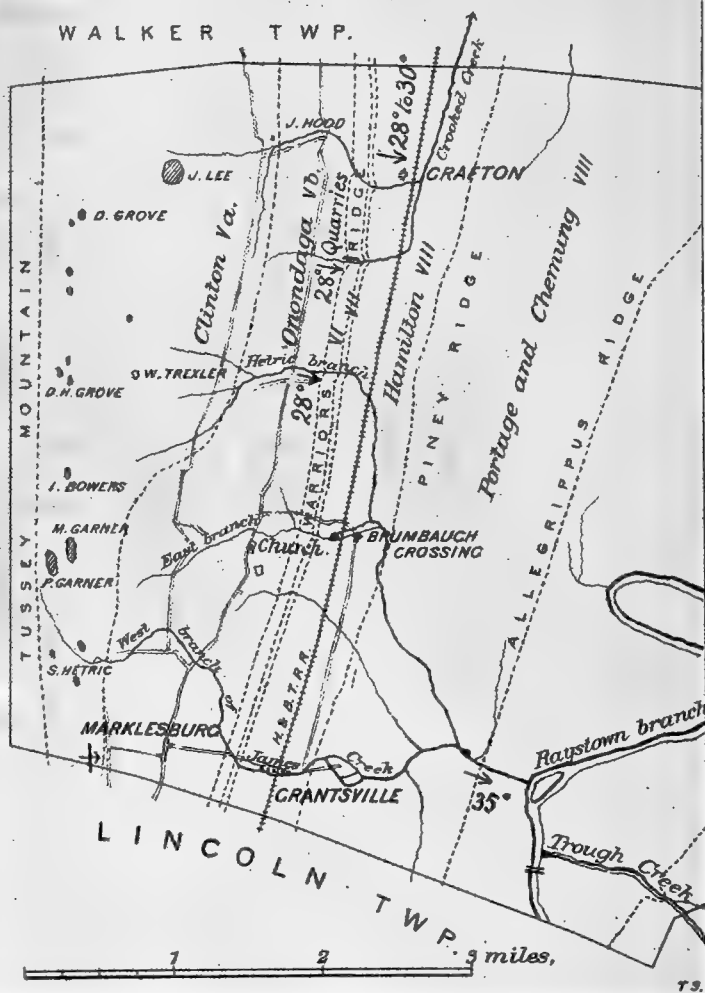 WALKER TWP.
J. HOOD
28° to 30°
Crooked Creek
GRAFTON
J. LEE
D. GROVE
Clinton Va.
Onondaga Vb.
28° Quarries
RIDGE
VI VII
Hamilton VIII
PINEY RIDGE
Portage and Chemung VIII
ALLEGRIPPUS RIDGE
TUSSEY MOUNTAIN
Hetric branch
W. TREXLER
D.H. GROVE
28°
WARRIORS
I. BOWERS
M. GARNER
P. GARNER
East branch
Church.
BRUMBAUCH
CROSSING
West branch of
S. HETRIC
H. & B. T. R. R.
MARKLESBURG
James Creek
GRANTSVILLE
Raystown branch
35°
Trough Creek
LINCOLN TWP.
1 2 3 miles,